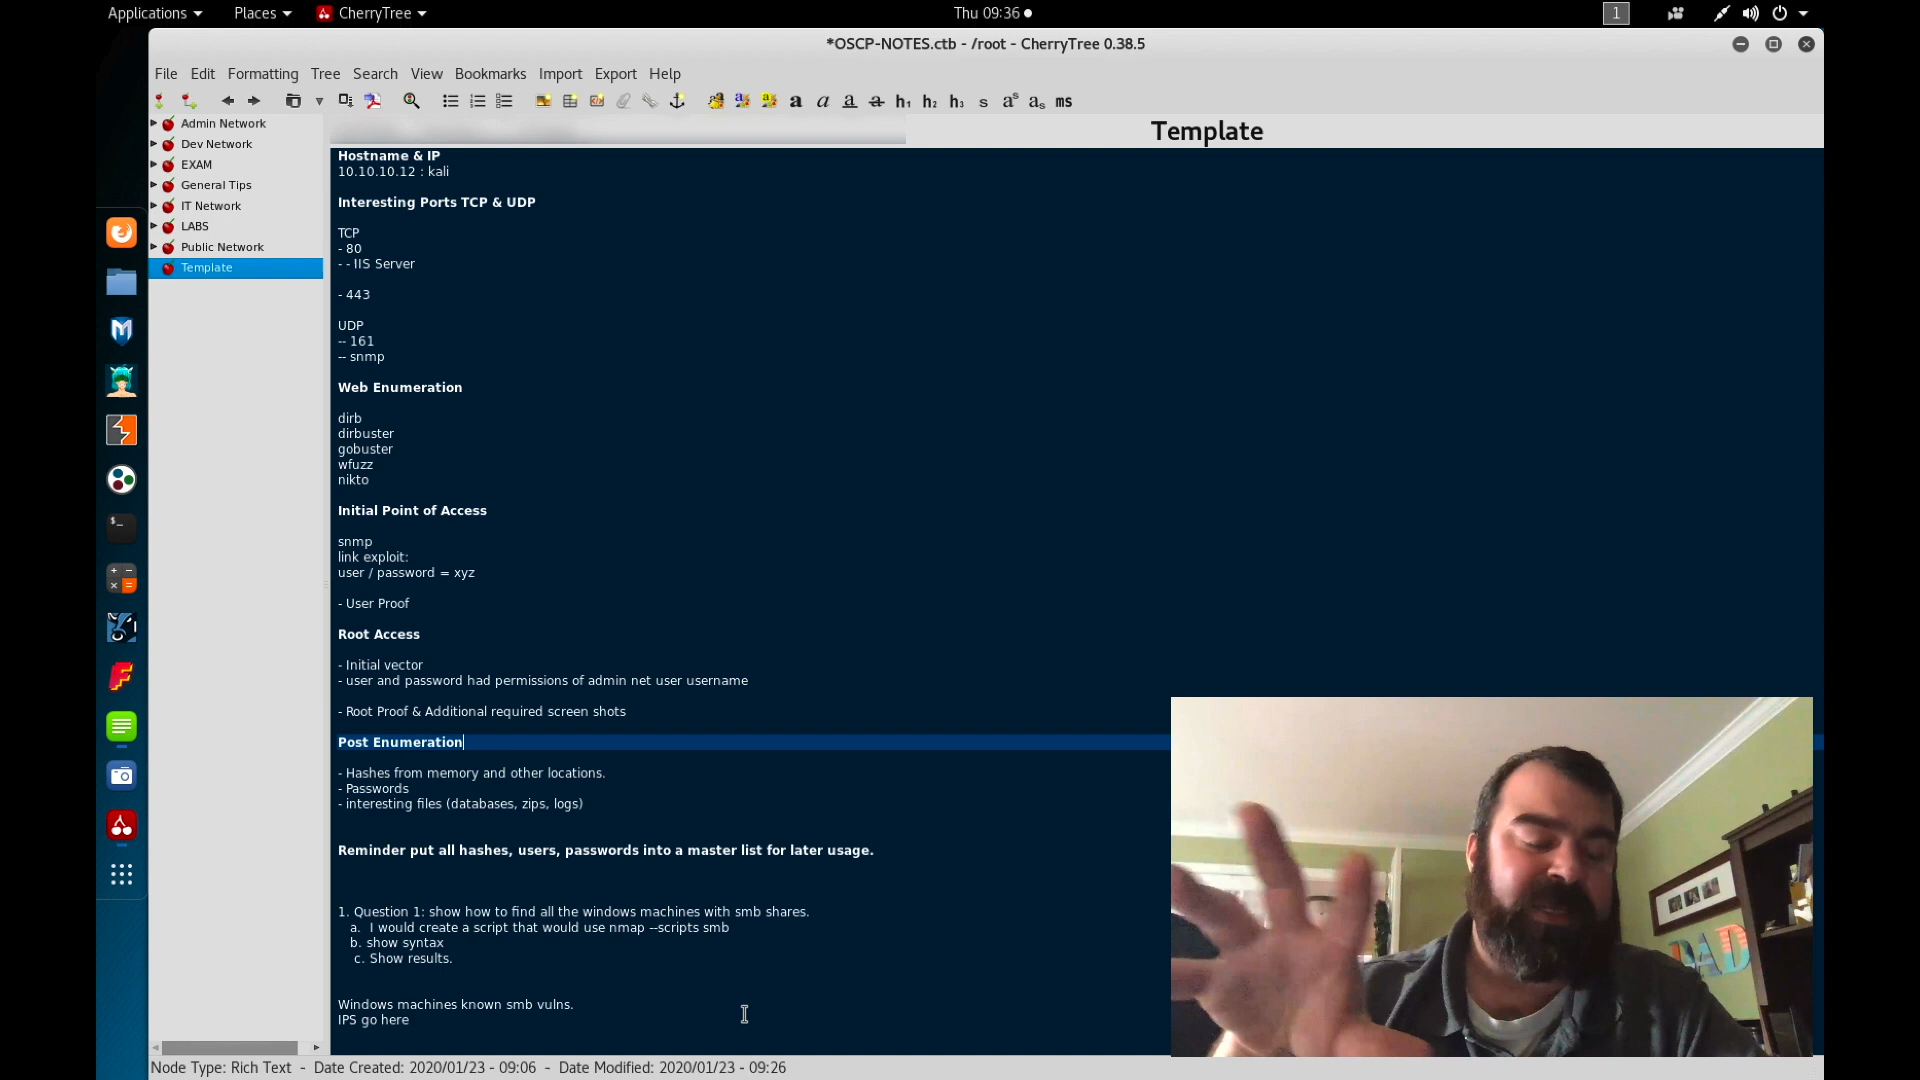 Applications Places CherryTree Thu 09:36 1
*OSCP-NOTES.ctb - /root - CherryTree 0.38.5
File Edit Formatting Tree Search View Bookmarks Import Export Help
a a a a h1 h2 h3 s aˢ aₛ ms
Admin Network
Dev Network
EXAM
General Tips
IT Network
LABS
Public Network
Template
Template
Hostname & IP
10.10.10.12 : kali
Interesting Ports TCP & UDP
TCP
- 80
- - IIS Server
- 443
UDP
-- 161
-- snmp
Web Enumeration
dirb
dirbuster
gobuster
wfuzz
nikto
Initial Point of Access
snmp
link exploit:
user / password = xyz
- User Proof
Root Access
- Initial vector
- user and password had permissions of admin net user username
- Root Proof & Additional required screen shots
Post Enumeration
- Hashes from memory and other locations.
- Passwords
- interesting files (databases, zips, logs)
Reminder put all hashes, users, passwords into a master list for later usage.
1. Question 1: show how to find all the windows machines with smb shares.
a. I would create a script that would use nmap --scripts smb
b. show syntax
c. Show results.
Windows machines known smb vulns.
IPS go here
DAD
Node Type: Rich Text - Date Created: 2020/01/23 - 09:06 - Date Modified: 2020/01/23 - 09:26